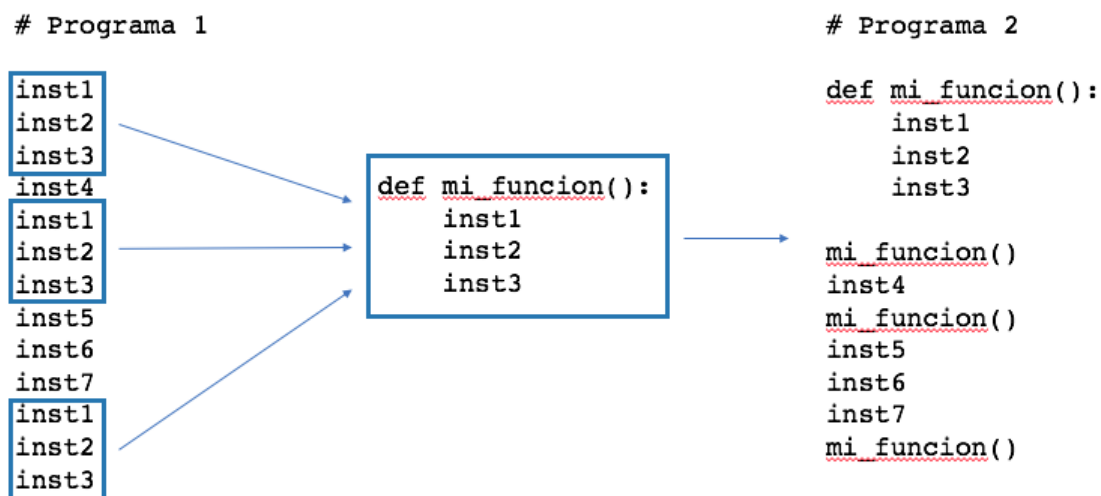 # Programa 1
inst1
inst2
inst3
inst4
inst1
inst2
inst3
inst5
inst6
inst7
inst1
inst2
inst3
def mi_funcion():
    inst1
    inst2
    inst3
# Programa 2
def mi_funcion():
    inst1
    inst2
    inst3
mi_funcion()
inst4
mi_funcion()
inst5
inst6
inst7
mi_funcion()